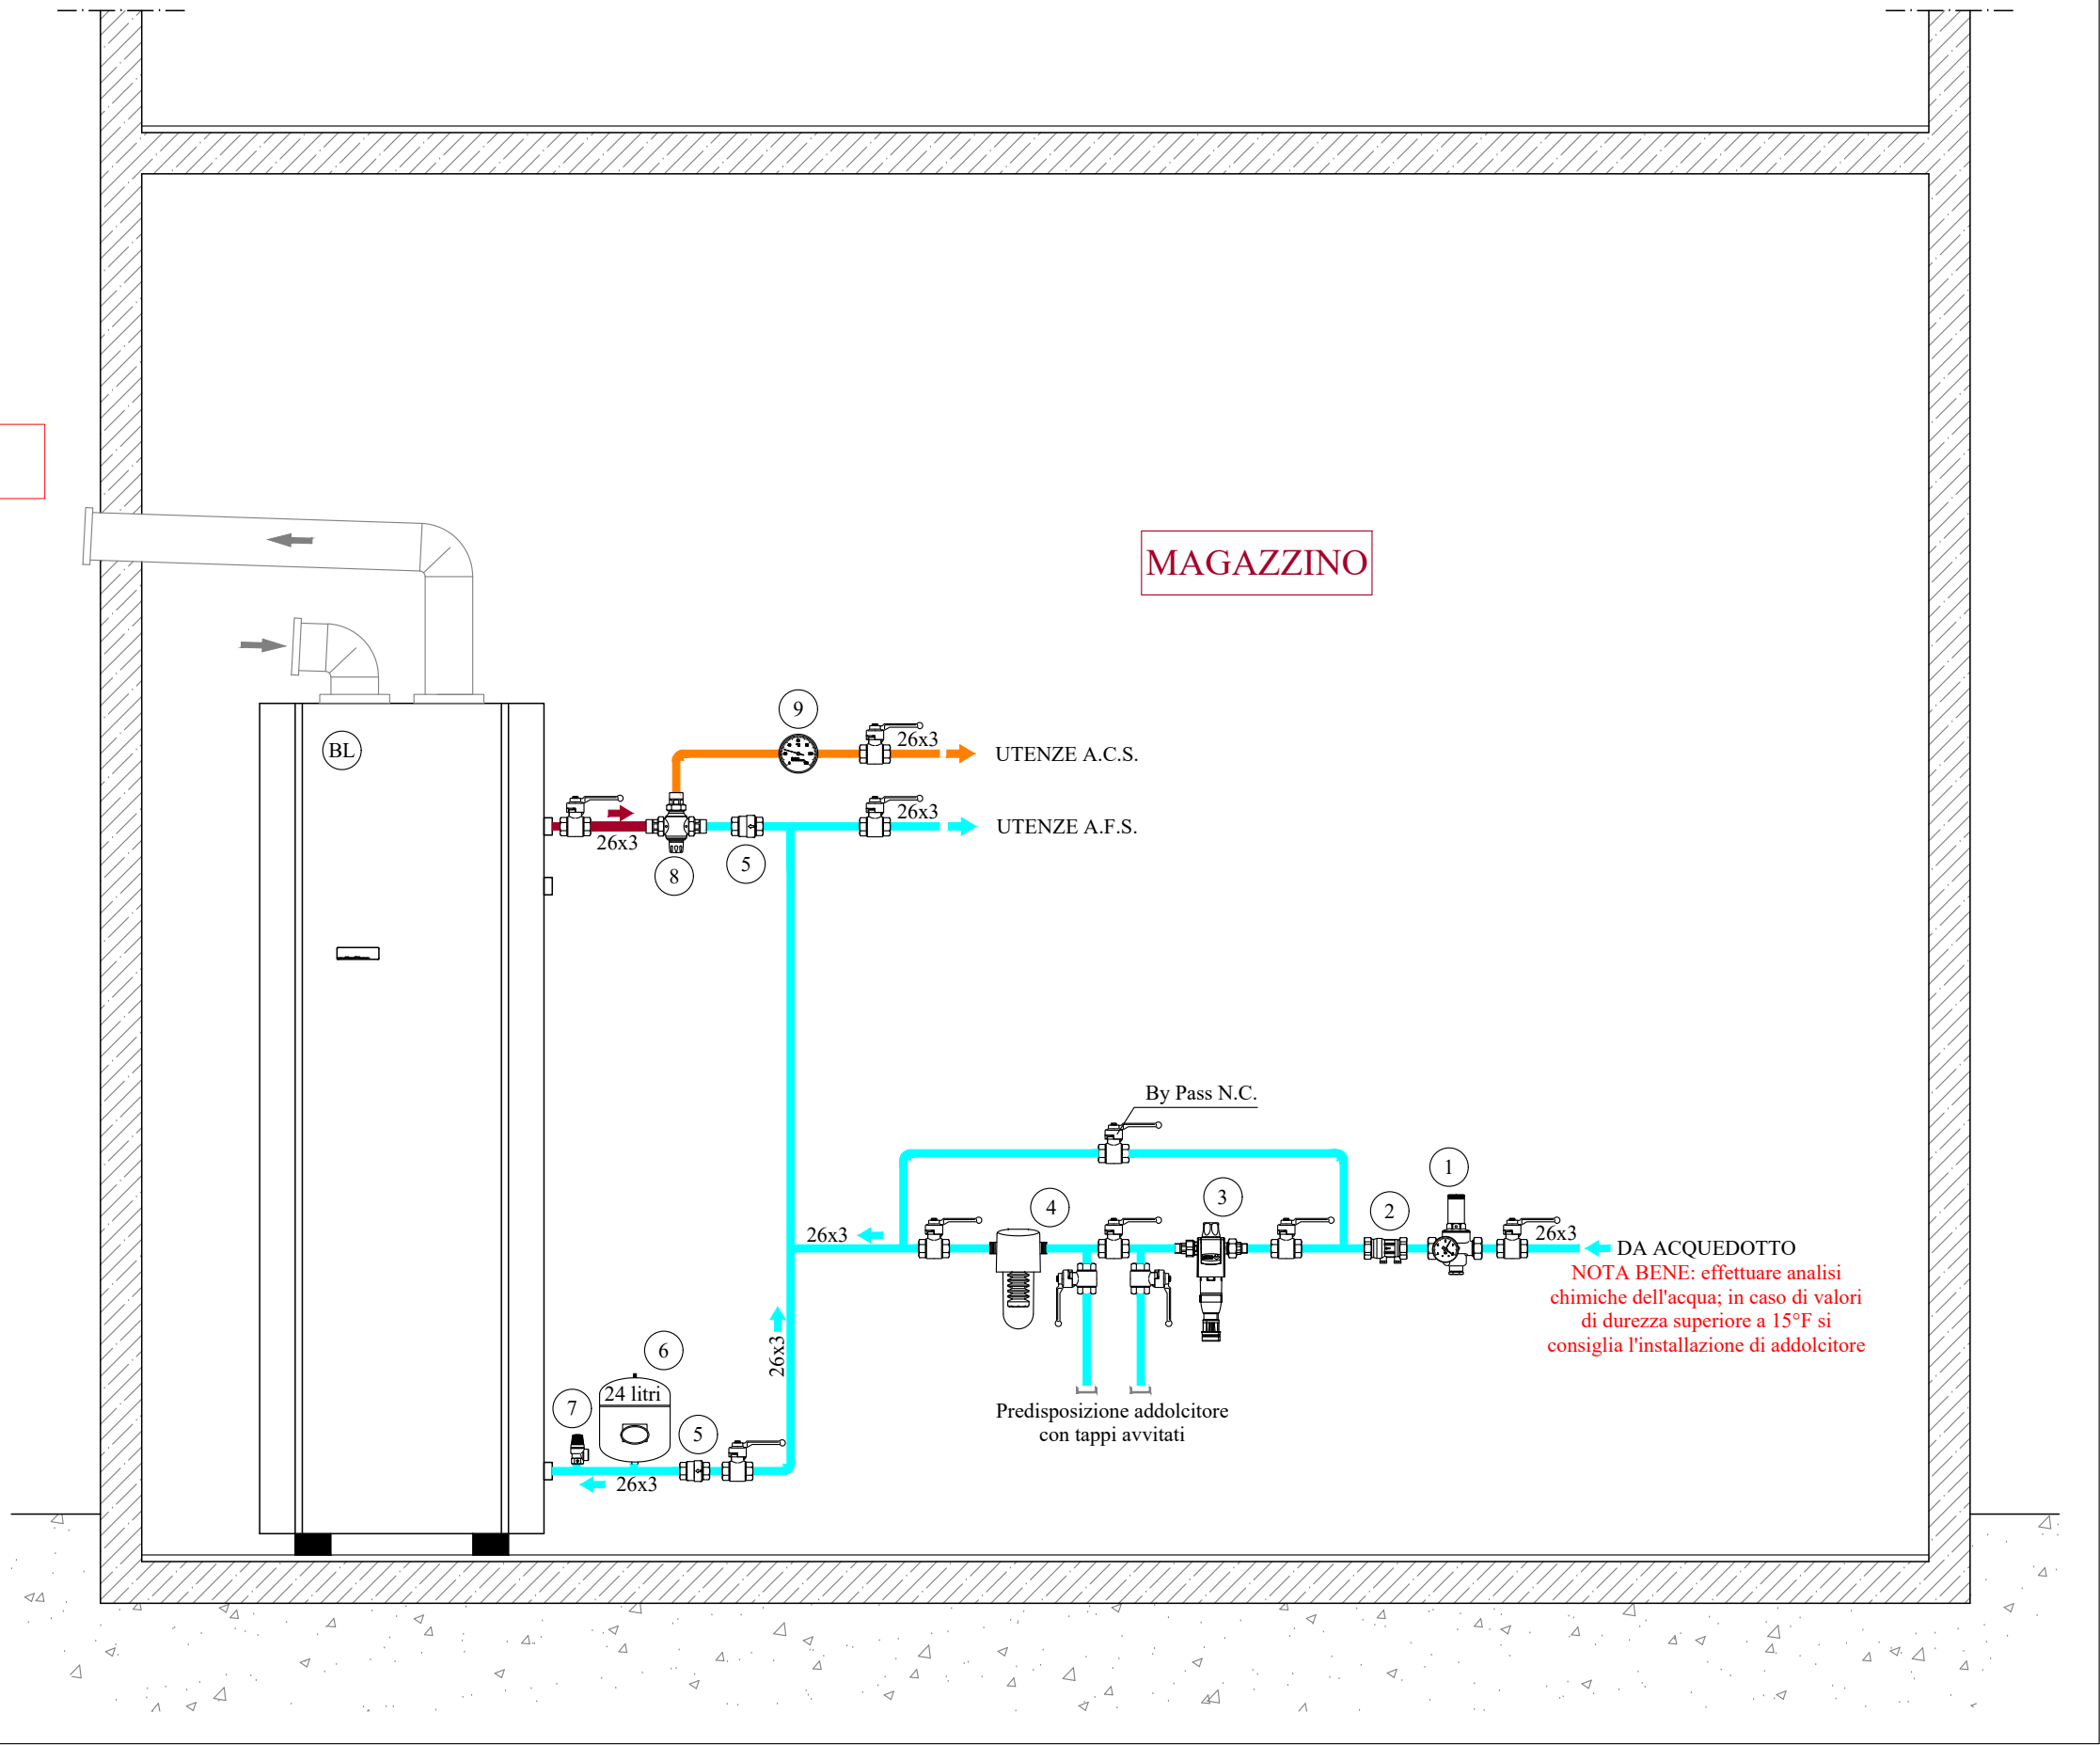 MAGAZZINO
BL
9
26x3
UTENZE A.C.S.
26x3
UTENZE A.F.S.
26x3
8
5
By Pass N.C.
1
2
3
4
26x3
26x3
DA ACQUEDOTTO
NOTA BENE: effettuare analisi
chimiche dell'acqua; in caso di valori
di durezza superiore a 15°F si
consiglia l'installazione di addolcitore
26x3
6
24 litri
7
5
26x3
Predisposizione addolcitore
con tappi avvitati